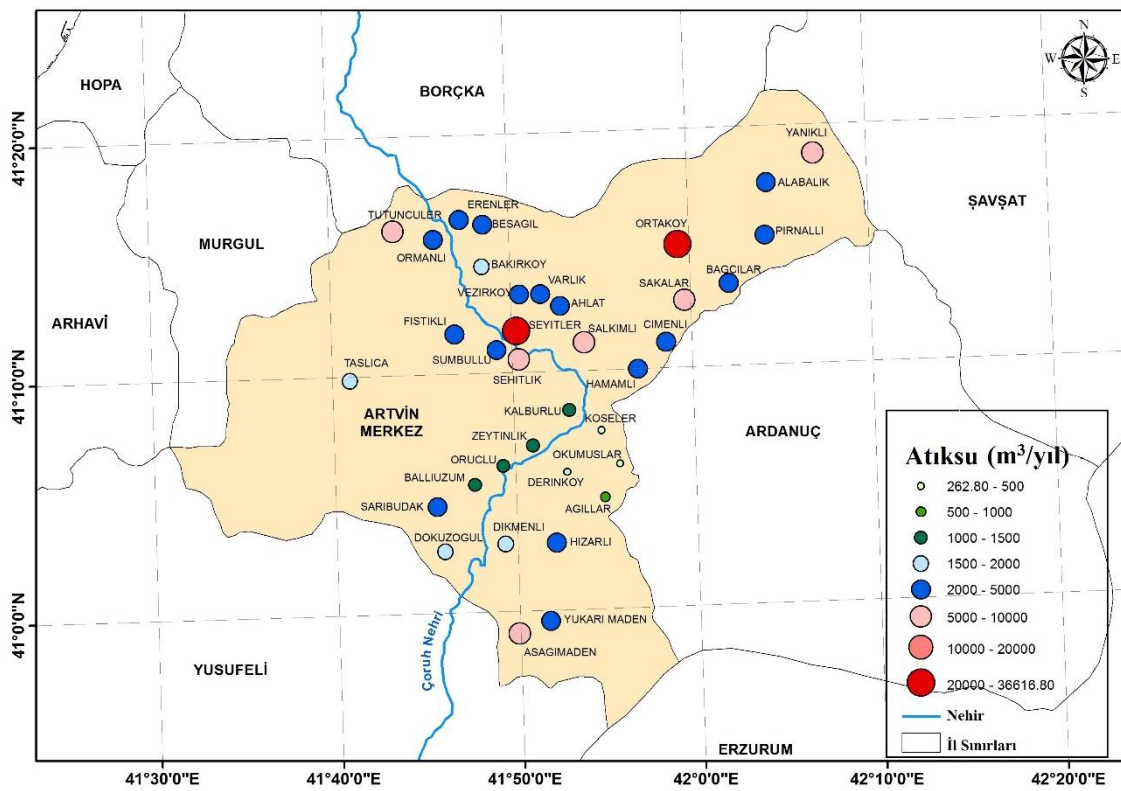 N
W E
S
HOPA
BORÇKA
MURGUL
ARHAVİ
ŞAVŞAT
ARDANUÇ
YUSUFELİ
ERZURUM
ARTVİN
MERKEZ
Çoruh Nehri
YANIKLI
ALABALIK
PIRNALLI
ORTAKOY
BAGCILAR
SAKALAR
CIMENLI
HAMAMLI
ERENLER
TUTUNCULER
BESAGIL
ORMANLI
BAKIRKOY
VARLIK
VEZIRKOY
AHLAT
FISTIKLI
SEYITLER
SALKIMLI
SUMBULLU
SEHITLIK
TASLICA
KALBURLU
KOSELER
ZEYTINLIK
OKUMUSLAR
ORUCLU
DERINKOY
BALLIUZUM
AGILLAR
SARIBUDAK
DIKMENLI
DOKUZOGUL
HIZARLI
YUKARI MADEN
ASAGIMADEN
41°20'0"N
41°10'0"N
41°0'0"N
41°30'0"E
41°40'0"E
41°50'0"E
42°0'0"E
42°10'0"E
42°20'0"E
Atıksu (m³/yıl)
262.80 - 500
500 - 1000
1000 - 1500
1500 - 2000
2000 - 5000
5000 - 10000
10000 - 20000
20000 - 36616.80
Nehir
İl Sınırları